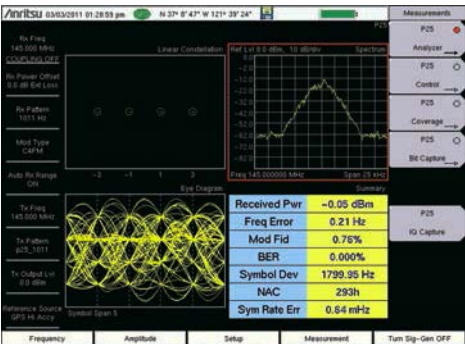 Anritsu 03/03/2011 01:28:59 pm N 37° 8' 47" W 121° 39' 24"
Measurements
P25
Rx Freq
145.000 MHz
COUPLING OFF
Rx Power Offset
0.0 dB Ext Loss
Rx Pattern
1011 Hz
Mod Type
C4FM
Auto Rx Range
ON
Tx Freq
145.000 MHz
Tx Pattern
p25_1011
Tx Output Lvl
0.0 dBm
Reference Source
GPS Hi Accy
Linear Constellation
-3 -1 1 3
Ref Lvl 0.0 dBm, 10 dB/div Spectrum
Freq 145.000000 MHz Span 25 kHz
Eye Diagram
Symbol Span 5
Summary
Received Pwr -0.05 dBm
Freq Error 0.21 Hz
Mod Fid 0.76%
BER 0.000%
Symbol Dev 1799.95 Hz
NAC 293h
Sym Rate Err 0.64 mHz
P25
Analyzer
P25
Control
P25
Coverage
P25
Bit Capture
P25
IQ Capture
Frequency
Amplitude
Setup
Measurement
Turn Sig-Gen OFF